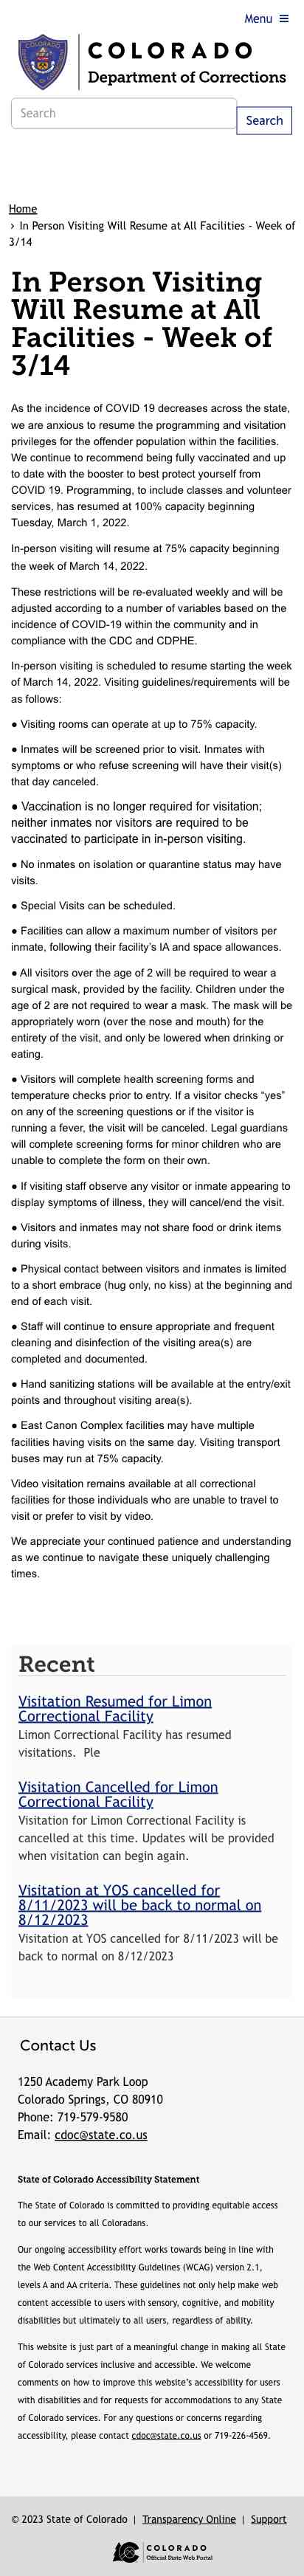 Menu ≡
COLORADO
Department of Corrections
Search
Search
Home
› In Person Visiting Will Resume at All Facilities - Week of
3/14
In Person Visiting
Will Resume at All
Facilities - Week of
3/14
As the incidence of COVID 19 decreases across the state,
we are anxious to resume the programming and visitation
privileges for the offender population within the facilities.
We continue to recommend being fully vaccinated and up
to date with the booster to best protect yourself from
COVID 19. Programming, to include classes and volunteer
services, has resumed at 100% capacity beginning
Tuesday, March 1, 2022.
In-person visiting will resume at 75% capacity beginning
the week of March 14, 2022.
These restrictions will be re-evaluated weekly and will be
adjusted according to a number of variables based on the
incidence of COVID-19 within the community and in
compliance with the CDC and CDPHE.
In-person visiting is scheduled to resume starting the week
of March 14, 2022. Visiting guidelines/requirements will be
as follows:
● Visiting rooms can operate at up to 75% capacity.
● Inmates will be screened prior to visit. Inmates with
symptoms or who refuse screening will have their visit(s)
that day canceled.
● Vaccination is no longer required for visitation;
neither inmates nor visitors are required to be
vaccinated to participate in in-person visiting.
● No inmates on isolation or quarantine status may have
visits.
● Special Visits can be scheduled.
● Facilities can allow a maximum number of visitors per
inmate, following their facility’s IA and space allowances.
● All visitors over the age of 2 will be required to wear a
surgical mask, provided by the facility. Children under the
age of 2 are not required to wear a mask. The mask will be
appropriately worn (over the nose and mouth) for the
entirety of the visit, and only be lowered when drinking or
eating.
● Visitors will complete health screening forms and
temperature checks prior to entry. If a visitor checks “yes”
on any of the screening questions or if the visitor is
running a fever, the visit will be canceled. Legal guardians
will complete screening forms for minor children who are
unable to complete the form on their own.
● If visiting staff observe any visitor or inmate appearing to
display symptoms of illness, they will cancel/end the visit.
● Visitors and inmates may not share food or drink items
during visits.
● Physical contact between visitors and inmates is limited
to a short embrace (hug only, no kiss) at the beginning and
end of each visit.
● Staff will continue to ensure appropriate and frequent
cleaning and disinfection of the visiting area(s) are
completed and documented.
● Hand sanitizing stations will be available at the entry/exit
points and throughout visiting area(s).
● East Canon Complex facilities may have multiple
facilities having visits on the same day. Visiting transport
buses may run at 75% capacity.
Video visitation remains available at all correctional
facilities for those individuals who are unable to travel to
visit or prefer to visit by video.
We appreciate your continued patience and understanding
as we continue to navigate these uniquely challenging
times.
Recent
Visitation Resumed for Limon
Correctional Facility
Limon Correctional Facility has resumed
visitations.  Ple
Visitation Cancelled for Limon
Correctional Facility
Visitation for Limon Correctional Facility is
cancelled at this time. Updates will be provided
when visitation can begin again.
Visitation at YOS cancelled for
8/11/2023 will be back to normal on
8/12/2023
Visitation at YOS cancelled for 8/11/2023 will be
back to normal on 8/12/2023
Contact Us
1250 Academy Park Loop
Colorado Springs, CO 80910
Phone: 719-579-9580
Email: cdoc@state.co.us
State of Colorado Accessibility Statement
The State of Colorado is committed to providing equitable access
to our services to all Coloradans.
Our ongoing accessibility effort works towards being in line with
the Web Content Accessibility Guidelines (WCAG) version 2.1,
levels A and AA criteria. These guidelines not only help make web
content accessible to users with sensory, cognitive, and mobility
disabilities but ultimately to all users, regardless of ability.
This website is just part of a meaningful change in making all State
of Colorado services inclusive and accessible. We welcome
comments on how to improve this website’s accessibility for users
with disabilities and for requests for accommodations to any State
of Colorado services. For any questions or concerns regarding
accessibility, please contact cdoc@state.co.us or 719-226-4569.
© 2023 State of Colorado | Transparency Online | Support
COLORADO
Official State Web Portal